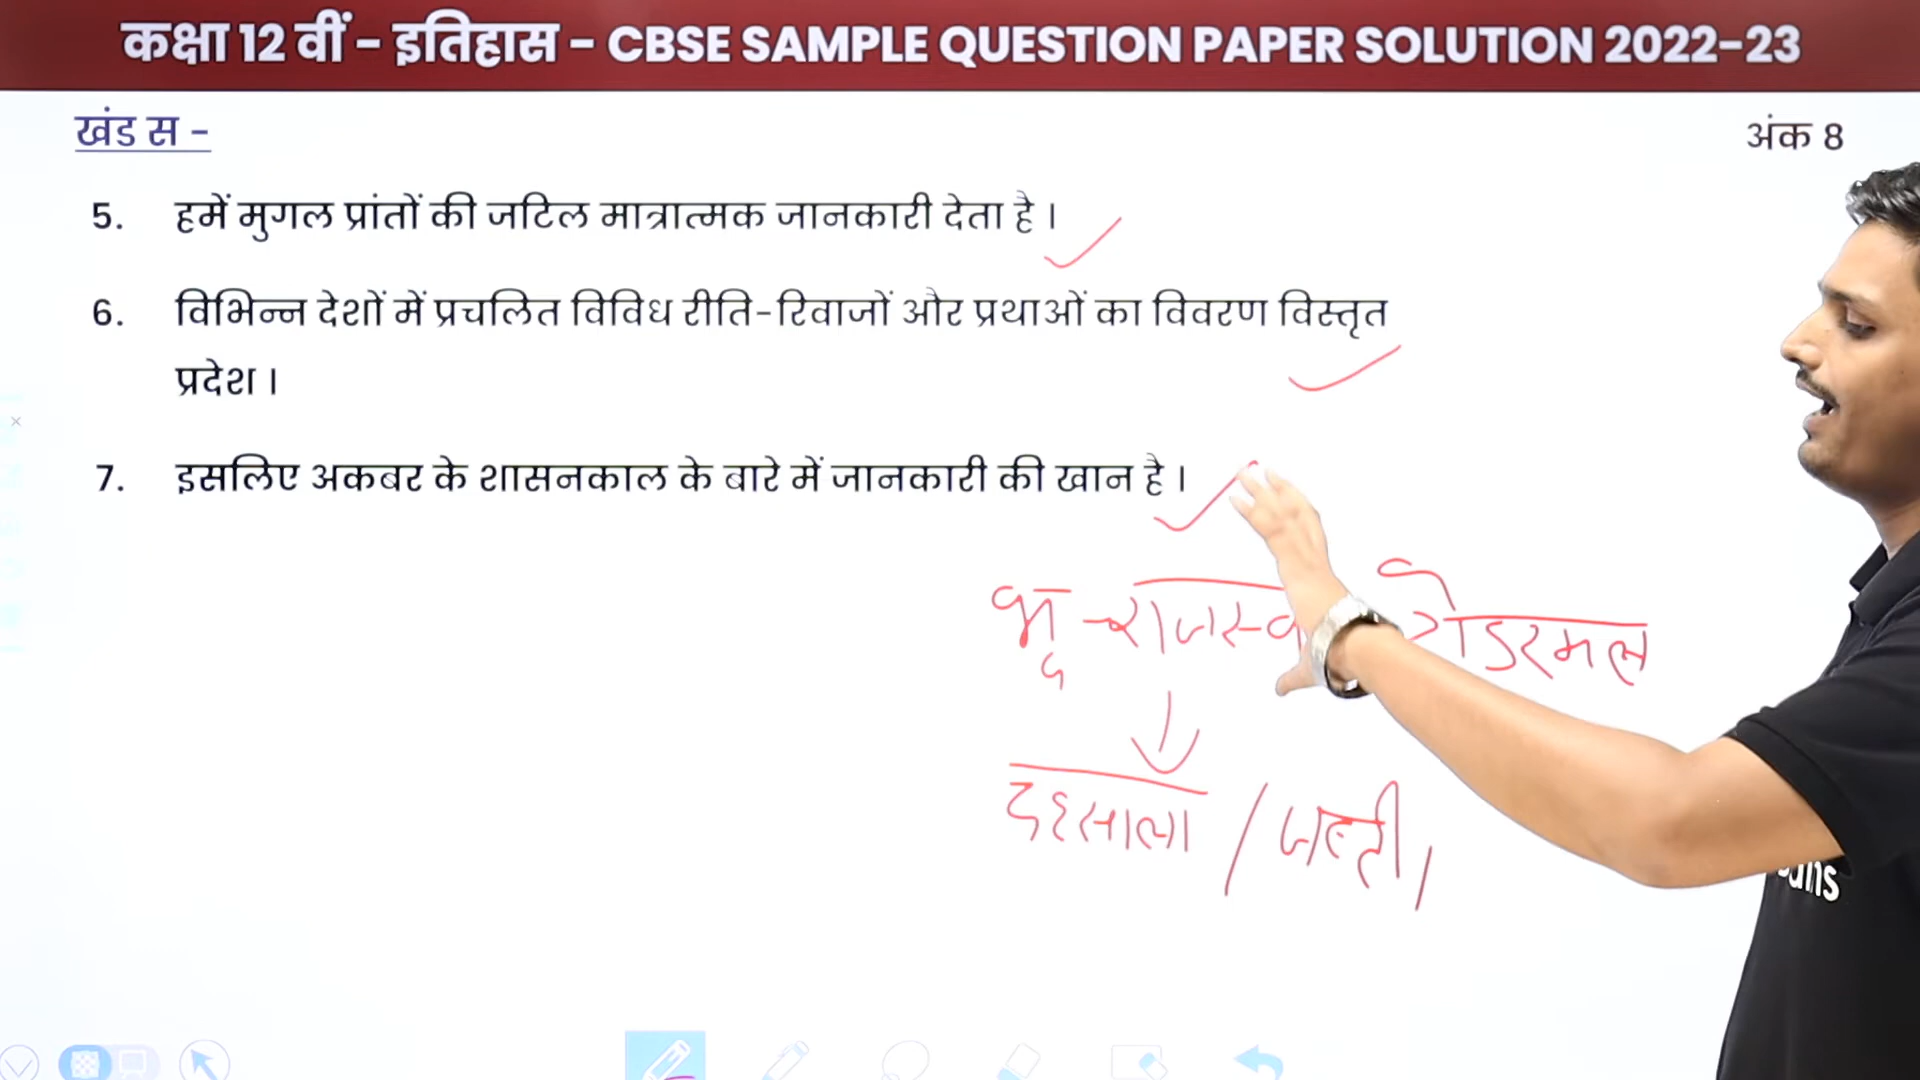 कक्षा 12 वीं - इतिहास - CBSE SAMPLE QUESTION PAPER SOLUTION 2022-23
खंड स -
अंक 8
5. हमें मुगल प्रांतों की जटिल मात्रात्मक जानकारी देता है ।
6. विभिन्न देशों में प्रचलित विविध रीति-रिवाजों और प्रथाओं का विवरण विस्तृत
प्रदेश ।
7. इसलिए अकबर के शासनकाल के बारे में जानकारी की खान है ।
भू - राजस्व टोडरमल
दहसाला / जब्ती ।